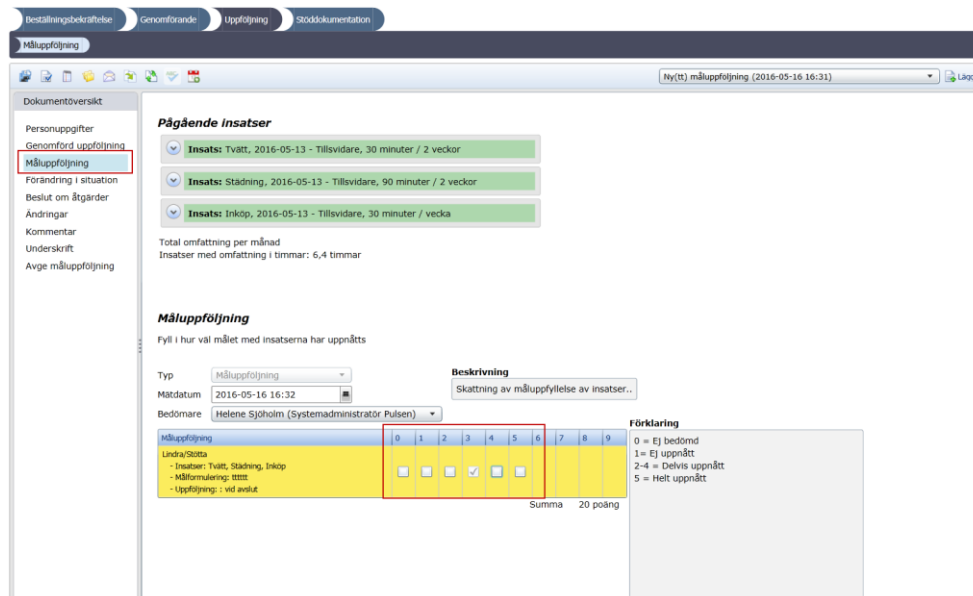 Beställningsbekräftelse Genomförande Uppföljning Stöddokumentation
Måluppföljning
Ny(tt) måluppföljning (2016-05-16 16:31)
Dokumentöversikt
Personuppgifter
Genomförd uppföljning
Måluppföljning
Förändring i situation
Beslut om åtgärder
Ändringar
Kommentar
Underskrift
Avge måluppföljning
Pågående insatser
Insats: Tvätt, 2016-05-13 - Tillsvidare, 30 minuter / 2 veckor
Insats: Städning, 2016-05-13 - Tillsvidare, 90 minuter / 2 veckor
Insats: Inköp, 2016-05-13 - Tillsvidare, 30 minuter / vecka
Total omfattning per månad
Insatser med omfattning i timmar: 6,4 timmar
Måluppföljning
Fyll i hur väl målet med insatserna har uppnåtts
Typ Måluppföljning
Mätdatum 2016-05-16 16:32
Bedömare Helene Sjöholm (Systemadministratör Pulsen)
Beskrivning
Skattning av måluppfyllelse av insatser..
Måluppföljning 0 1 2 3 4 5 6 7 8 9
Lindra/Stötta
- Insatser: Tvätt, Städning, Inköp
- Målformulering: tttttt
- Uppföljning: : vid avslut
Summa 20 poäng
Förklaring
0 = Ej bedömd
1= Ej uppnått
2-4 = Delvis uppnått
5 = Helt uppnått